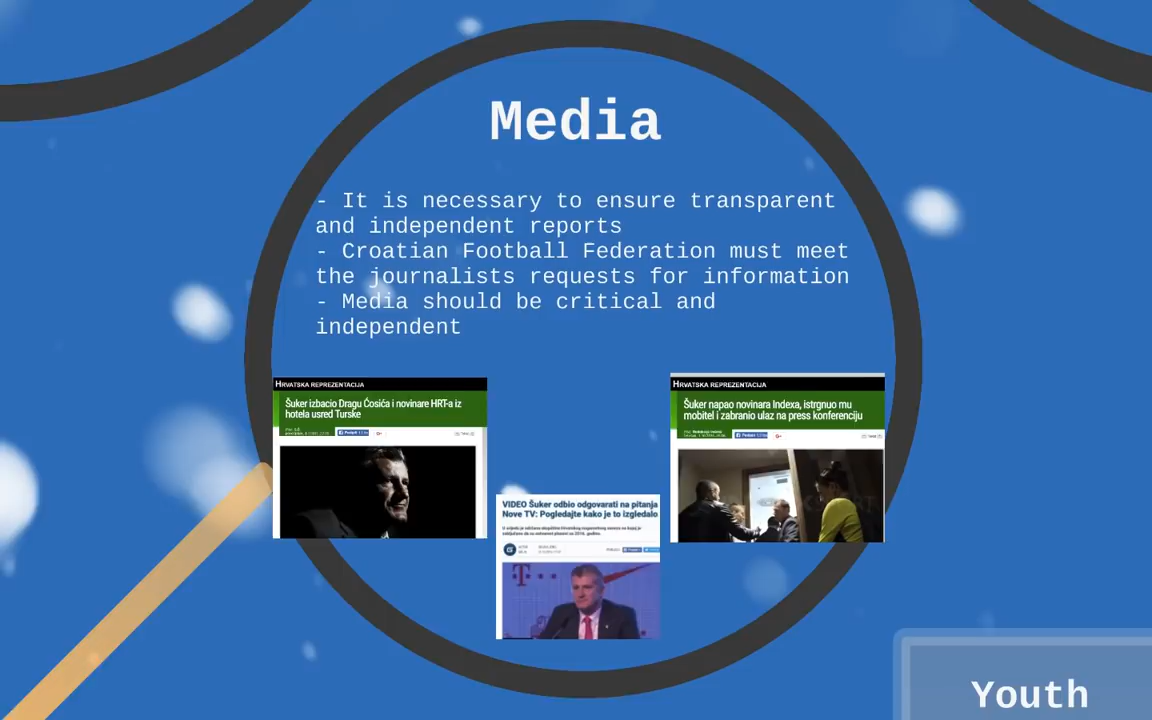 Media
- It is necessary to ensure transparent
and independent reports
- Croatian Football Federation must meet
the journalists requests for information
- Media should be critical and
independent
HRVATSKA REPREZENTACIJA
Šuker izbacio Dragu Ćosića i novinare HRT-a iz
hotela usred Turske
HRVATSKA REPREZENTACIJA
Šuker napao novinara Indexa, istrgnuo mu
mobitel i zabranio ulaz na press konferenciju
VIDEO Šuker odbio odgovarati na pitanja
Nove TV: Pogledajte kako je to izgledalo
Youth